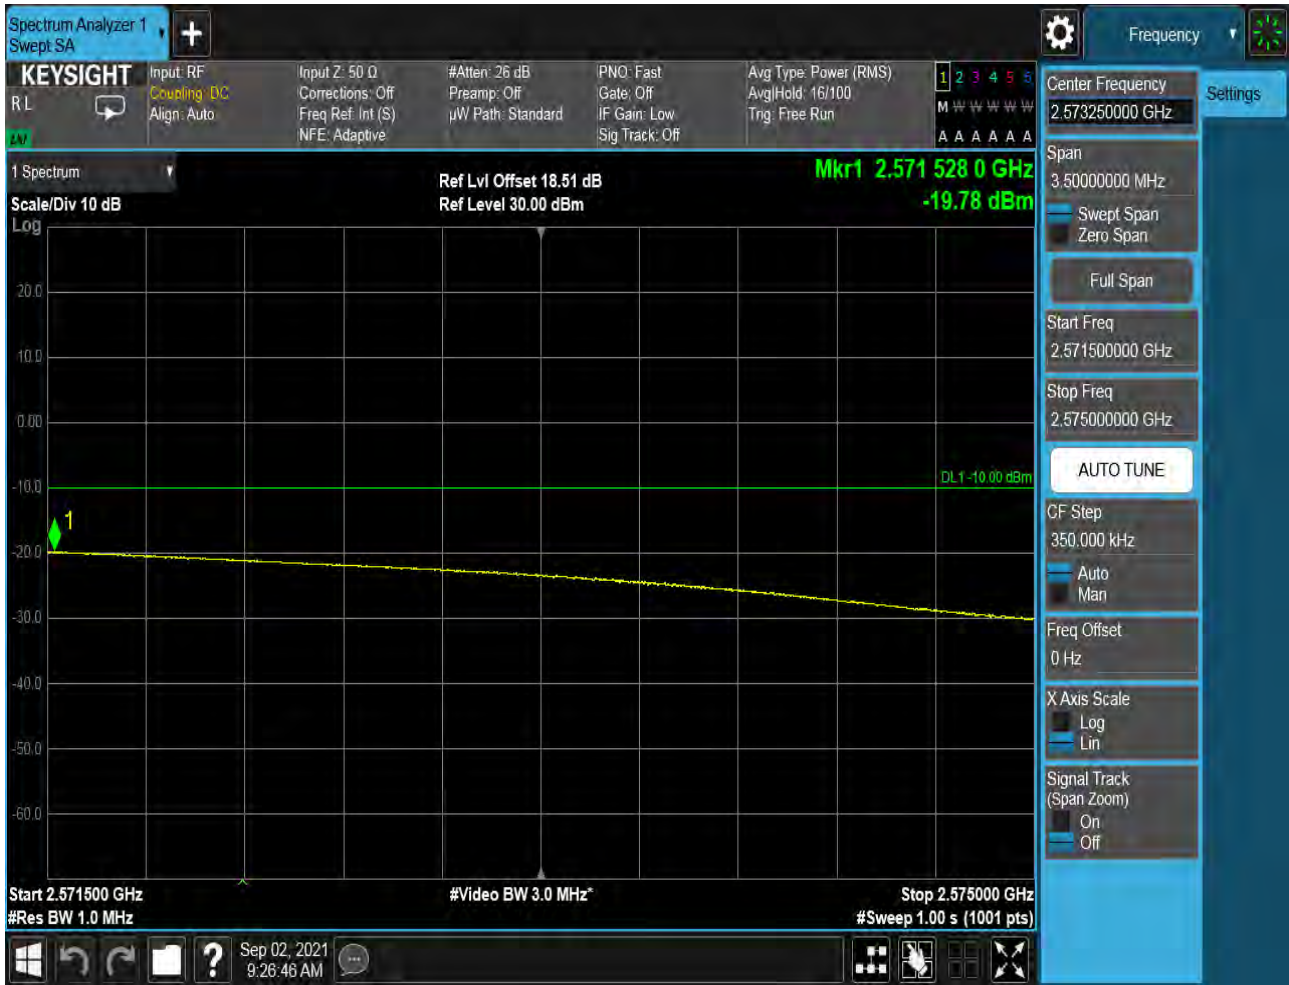 Spectrum Analyzer 1
Swept SA
Frequency
KEYSIGHT
R L
LXI
Input: RF
Coupling: DC
Align: Auto
Input Z: 50 Ω
Corrections: Off
Freq Ref: Int (S)
NFE: Adaptive
#Atten: 26 dB
Preamp: Off
µW Path: Standard
PNO: Fast
Gate: Off
IF Gain: Low
Sig Track: Off
Avg Type: Power (RMS)
Avg|Hold: 16/100
Trig: Free Run
1 2 3 4 5 6
M W W W W W
A A A A A A
1 Spectrum
Scale/Div 10 dB
Log
Ref Lvl Offset 18.51 dB
Ref Level 30.00 dBm
Mkr1 2.571 528 0 GHz
-19.78 dBm
20.0
10.0
0.00
-10.0
-20.0
-30.0
-40.0
-50.0
-60.0
DL1 -10.00 dBm
1
Start 2.571500 GHz
#Res BW 1.0 MHz
#Video BW 3.0 MHz*
Stop 2.575000 GHz
#Sweep 1.00 s (1001 pts)
Center Frequency
2.573250000 GHz
Settings
Span
3.50000000 MHz
Swept Span
Zero Span
Full Span
Start Freq
2.571500000 GHz
Stop Freq
2.575000000 GHz
AUTO TUNE
CF Step
350.000 kHz
Auto
Man
Freq Offset
0 Hz
X Axis Scale
Log
Lin
Signal Track
(Span Zoom)
On
Off
?
Sep 02, 2021
9:26:46 AM